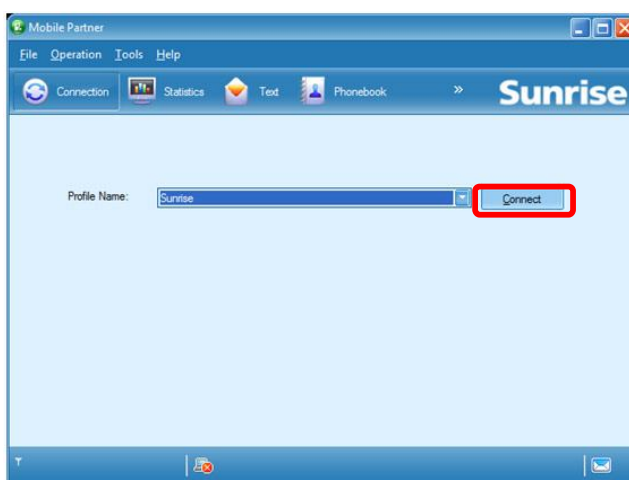 Mobile Partner
File Operation Tools Help
Connection Statistics Text Phonebook » Sunrise
Profile Name: Sunrise Connect